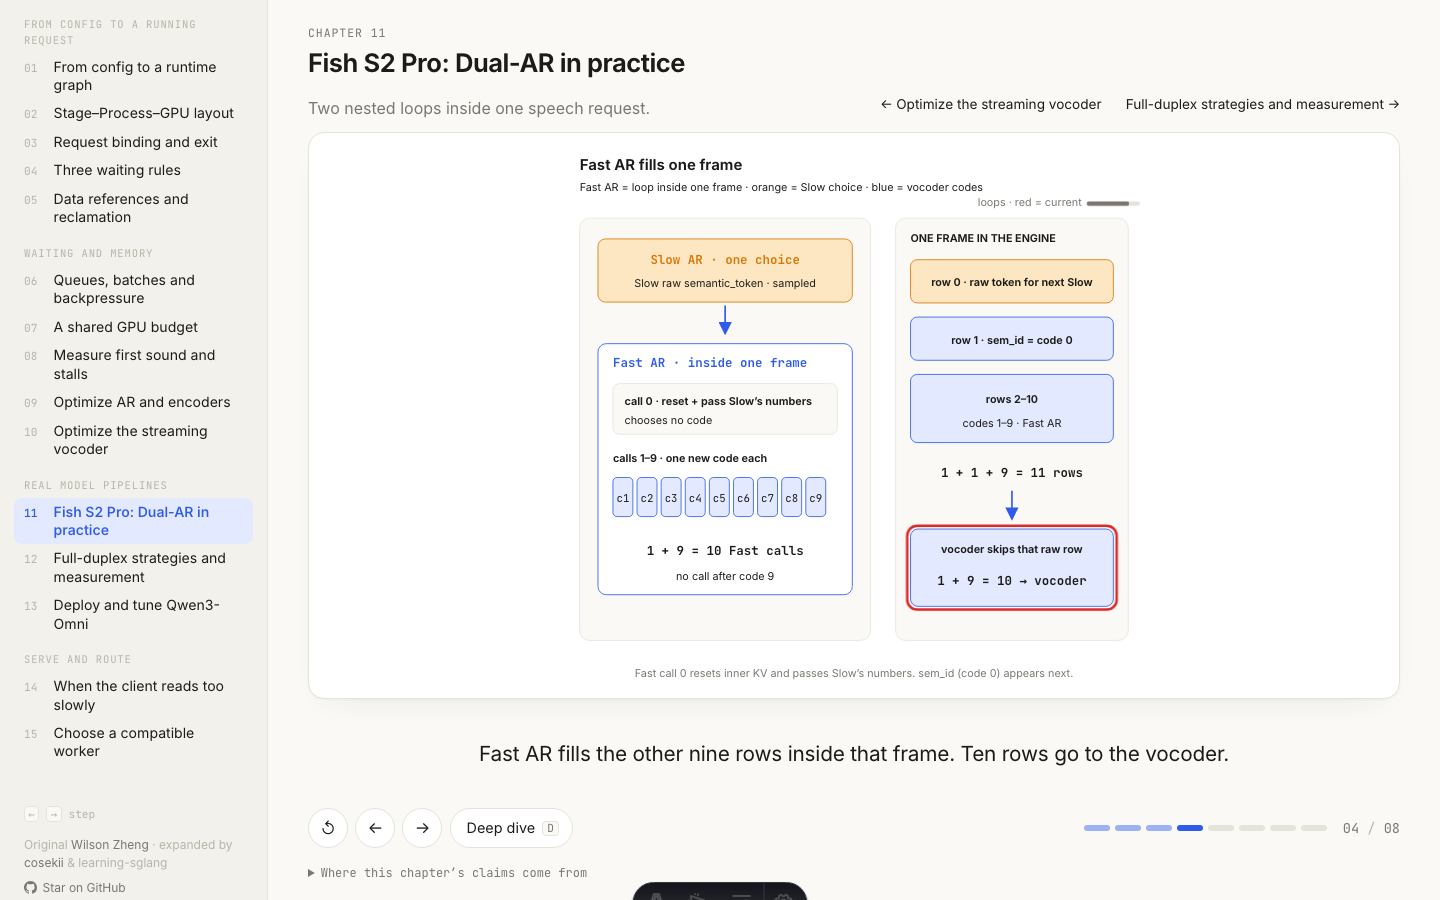 FROM CONFIG TO A RUNNING
REQUEST
01 From config to a runtime
graph
02 Stage–Process–GPU layout
03 Request binding and exit
04 Three waiting rules
05 Data references and
reclamation
WAITING AND MEMORY
06 Queues, batches and
backpressure
07 A shared GPU budget
08 Measure first sound and
stalls
09 Optimize AR and encoders
10 Optimize the streaming
vocoder
REAL MODEL PIPELINES
11 Fish S2 Pro: Dual-AR in
practice
12 Full-duplex strategies and
measurement
13 Deploy and tune Qwen3-
Omni
SERVE AND ROUTE
14 When the client reads too
slowly
15 Choose a compatible
worker
← → step
Original Wilson Zheng · expanded by
cosekii & learning-sglang
Star on GitHub
CHAPTER 11
Fish S2 Pro: Dual-AR in practice
Two nested loops inside one speech request.
← Optimize the streaming vocoder
Full-duplex strategies and measurement →
Fast AR fills one frame
Fast AR = loop inside one frame · orange = Slow choice · blue = vocoder codes
loops · red = current
Slow AR · one choice
Slow raw semantic_token · sampled
Fast AR · inside one frame
call 0 · reset + pass Slow’s numbers
chooses no code
calls 1–9 · one new code each
c1 c2 c3 c4 c5 c6 c7 c8 c9
1 + 9 = 10 Fast calls
no call after code 9
ONE FRAME IN THE ENGINE
row 0 · raw token for next Slow
row 1 · sem_id = code 0
rows 2–10
codes 1–9 · Fast AR
1 + 1 + 9 = 11 rows
vocoder skips that raw row
1 + 9 = 10 → vocoder
Fast call 0 resets inner KV and passes Slow’s numbers. sem_id (code 0) appears next.
Fast AR fills the other nine rows inside that frame. Ten rows go to the vocoder.
← → Deep dive D
04 / 08
▶ Where this chapter’s claims come from